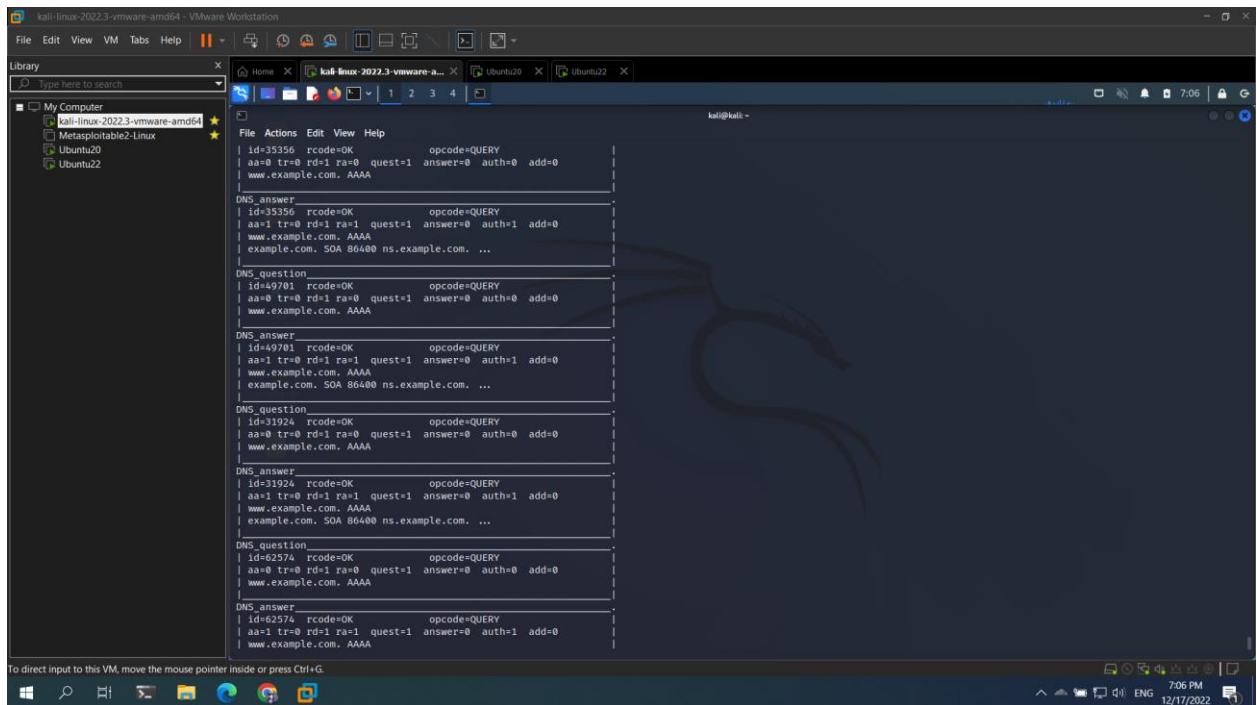 kali-linux-2022.3-vmware-amd64 - VMware Workstation
File Edit View VM Tabs Help
Library
Type here to search
My Computer
kali-linux-2022.3-vmware-amd64
Metasploitable2-Linux
Ubuntu20
Ubuntu22
Home kali-linux-2022.3-vmware-a... Ubuntu20 Ubuntu22
1 2 3 4
7:06
kali@kali: ~
File Actions Edit View Help
| id=35356 rcode=OK opcode=QUERY |
| aa=0 tr=0 rd=1 ra=0 quest=1 answer=0 auth=0 add=0 |
| www.example.com. AAAA |
|_____________________________________________________|
DNS_answer___________________________________________.
| id=35356 rcode=OK opcode=QUERY |
| aa=1 tr=0 rd=1 ra=1 quest=1 answer=0 auth=1 add=0 |
| www.example.com. AAAA |
| example.com. SOA 86400 ns.example.com. ... |
|_____________________________________________________|
DNS_question_________________________________________.
| id=49701 rcode=OK opcode=QUERY |
| aa=0 tr=0 rd=1 ra=0 quest=1 answer=0 auth=0 add=0 |
| www.example.com. AAAA |
|_____________________________________________________|
DNS_answer___________________________________________.
| id=49701 rcode=OK opcode=QUERY |
| aa=1 tr=0 rd=1 ra=1 quest=1 answer=0 auth=1 add=0 |
| www.example.com. AAAA |
| example.com. SOA 86400 ns.example.com. ... |
|_____________________________________________________|
DNS_question_________________________________________.
| id=31924 rcode=OK opcode=QUERY |
| aa=0 tr=0 rd=1 ra=0 quest=1 answer=0 auth=0 add=0 |
| www.example.com. AAAA |
|_____________________________________________________|
DNS_answer___________________________________________.
| id=31924 rcode=OK opcode=QUERY |
| aa=1 tr=0 rd=1 ra=1 quest=1 answer=0 auth=1 add=0 |
| www.example.com. AAAA |
| example.com. SOA 86400 ns.example.com. ... |
|_____________________________________________________|
DNS_question_________________________________________.
| id=62574 rcode=OK opcode=QUERY |
| aa=0 tr=0 rd=1 ra=0 quest=1 answer=0 auth=0 add=0 |
| www.example.com. AAAA |
|_____________________________________________________|
DNS_answer___________________________________________.
| id=62574 rcode=OK opcode=QUERY |
| aa=1 tr=0 rd=1 ra=1 quest=1 answer=0 auth=1 add=0 |
| www.example.com. AAAA |
To direct input to this VM, move the mouse pointer inside or press Ctrl+G.
ENG
7:06 PM
12/17/2022